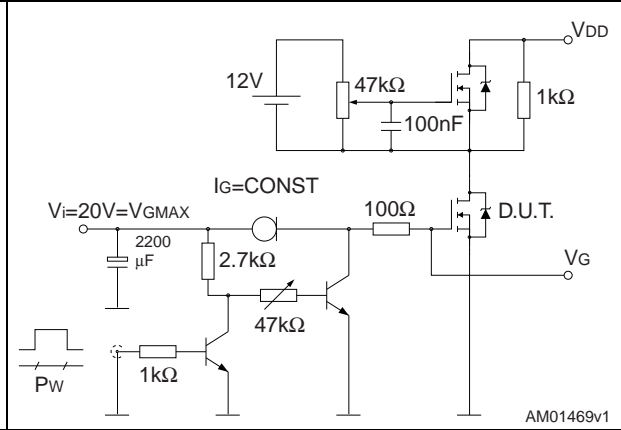 VDD
12V
47kΩ
1kΩ
100nF
IG=CONST
Vi=20V=VGMAX
100Ω
D.U.T.
2200
μF
2.7kΩ
VG
47kΩ
1kΩ
PW
AM01469v1